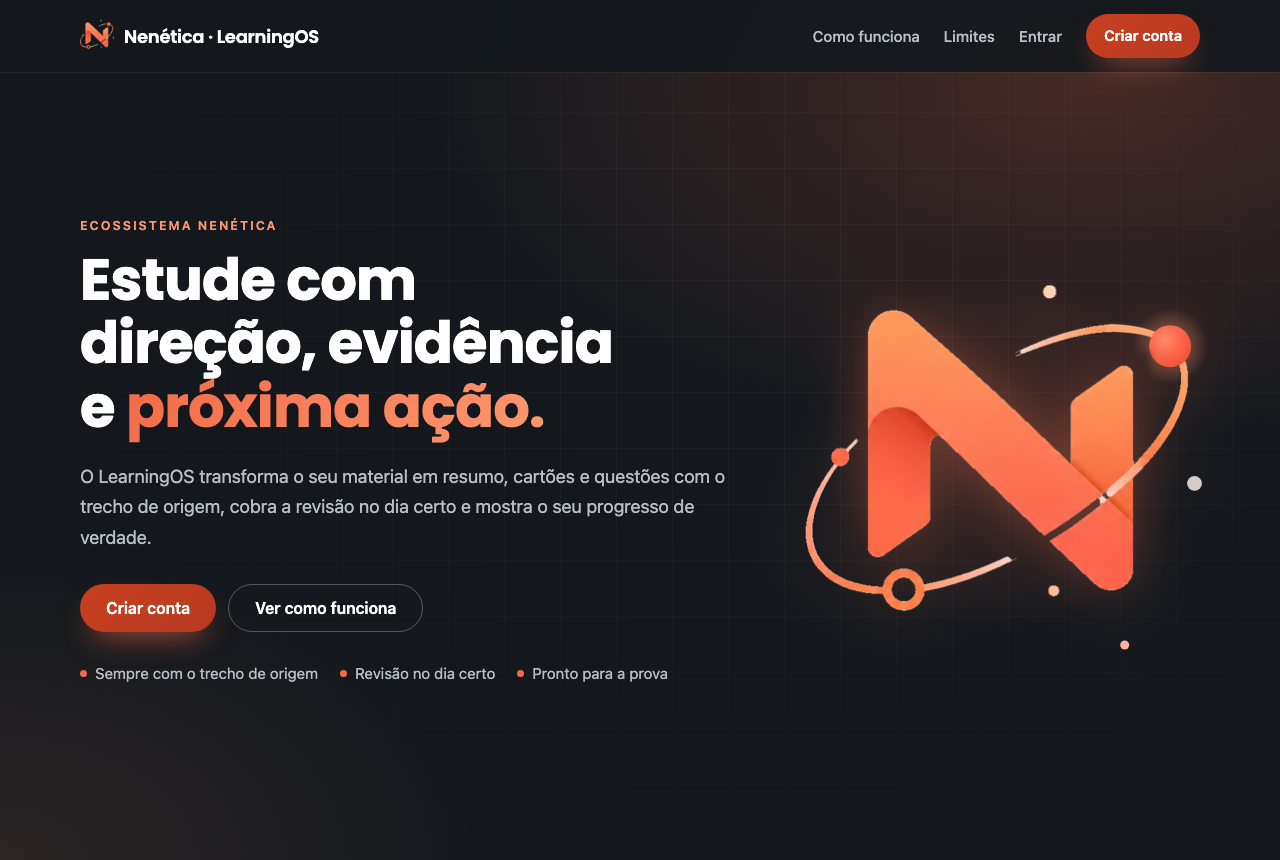 Nenética · LearningOS
Como funciona
Limites
Entrar
Criar conta
ECOSSISTEMA NENÉTICA
Estude com
direção, evidência
e próxima ação.
O LearningOS transforma o seu material em resumo, cartões e questões com o
trecho de origem, cobra a revisão no dia certo e mostra o seu progresso de
verdade.
Criar conta
Ver como funciona
Sempre com o trecho de origem
Revisão no dia certo
Pronto para a prova